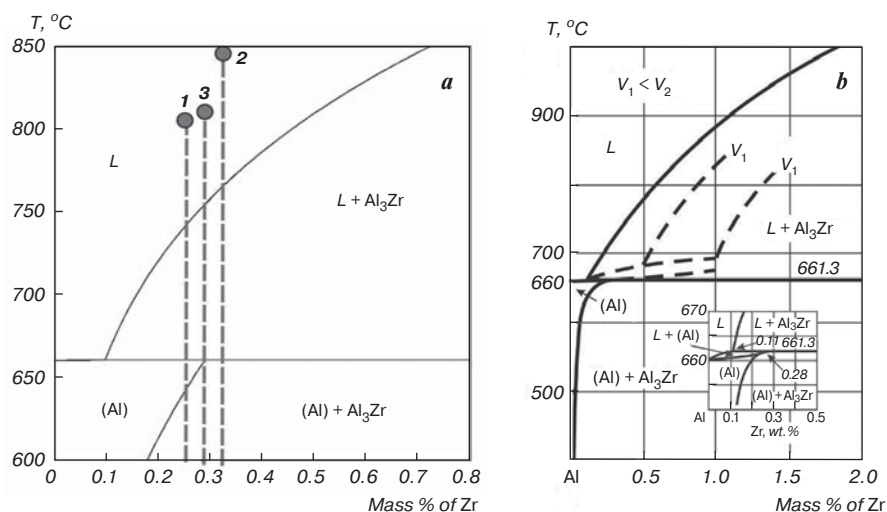 T, °C
850
800
750
700
650
600
0
0.1
0.2
0.3
0.4
0.5
0.6
0.7
0.8
Mass % of Zr
a
1
3
2
L
L + Al₃Zr
(Al)
(Al) + Al₃Zr
T, °C
900
700
660
500
Al
0.5
1.0
1.5
2.0
Mass % of Zr
b
V₁ < V₂
L
V₁
V₁
L + Al₃Zr
661.3
(Al)
(Al) + Al₃Zr
670
L
L + Al₃Zr
L + (Al)
0.11
661.3
660
(Al)
0.28
(Al) + Al₃Zr
Al
0.1
0.3
0.5
Zr, wt.%